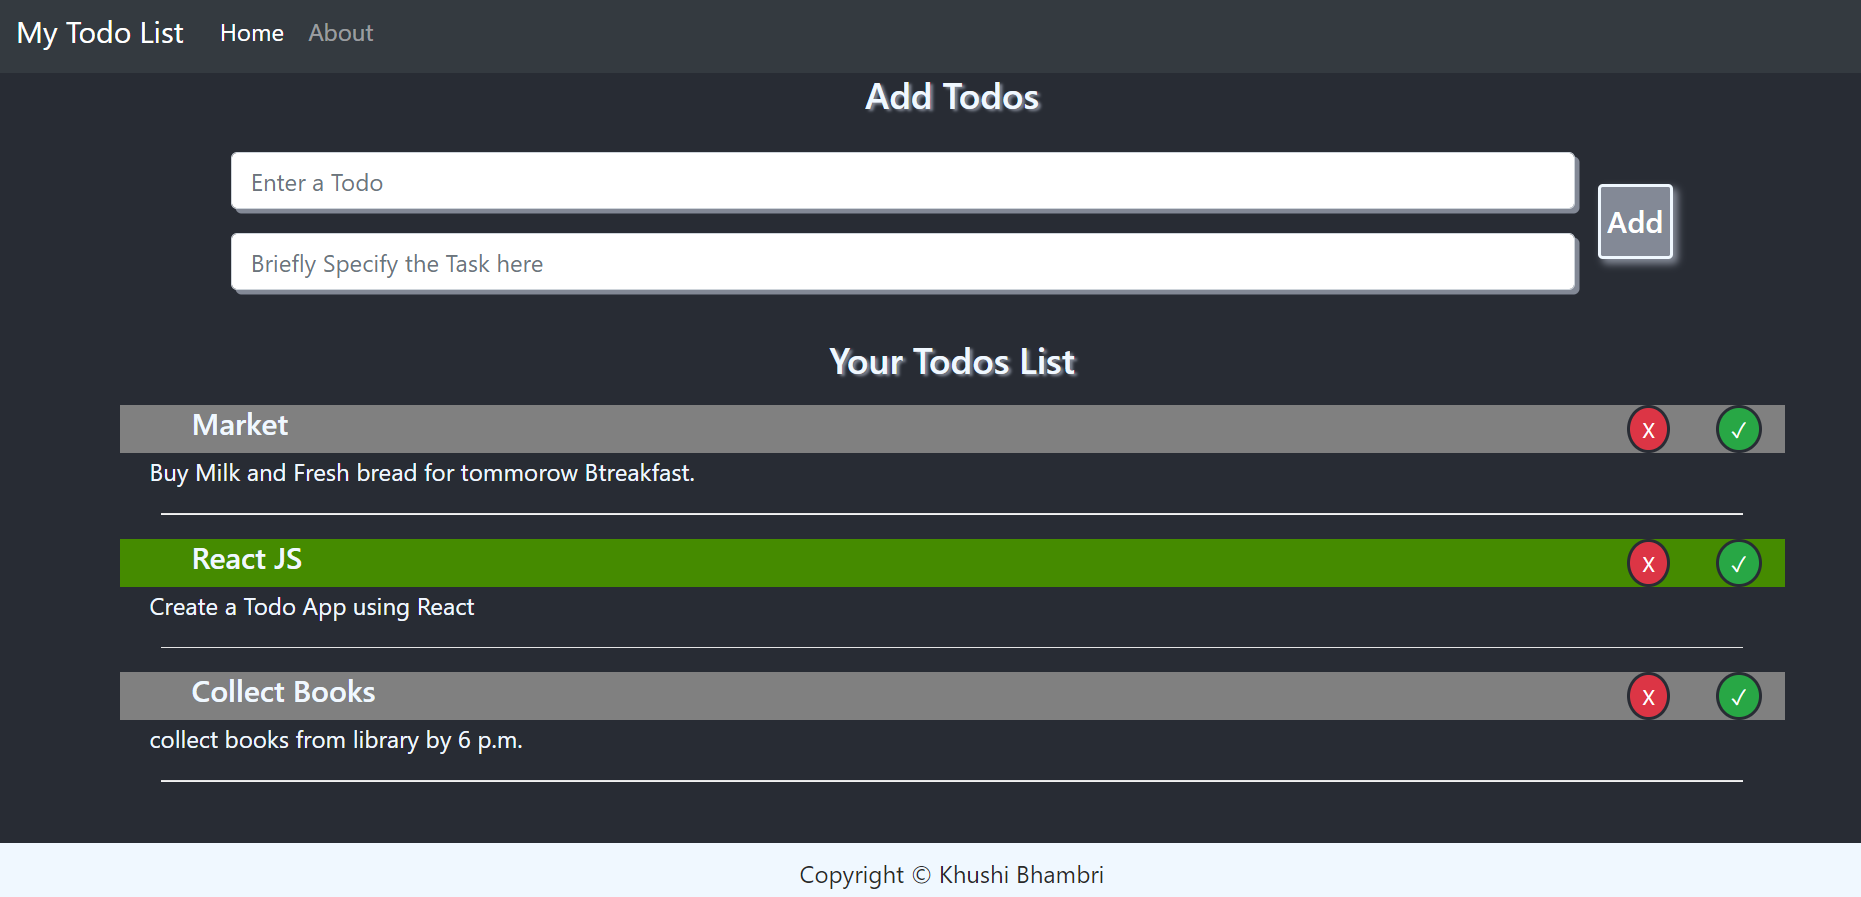 My Todo List Home About
Add Todos
Enter a Todo
Add
Briefly Specify the Task here
Your Todos List
Market X ✓
Buy Milk and Fresh bread for tommorow Btreakfast.
React JS X ✓
Create a Todo App using React
Collect Books X ✓
collect books from library by 6 p.m.
Copyright © Khushi Bhambri